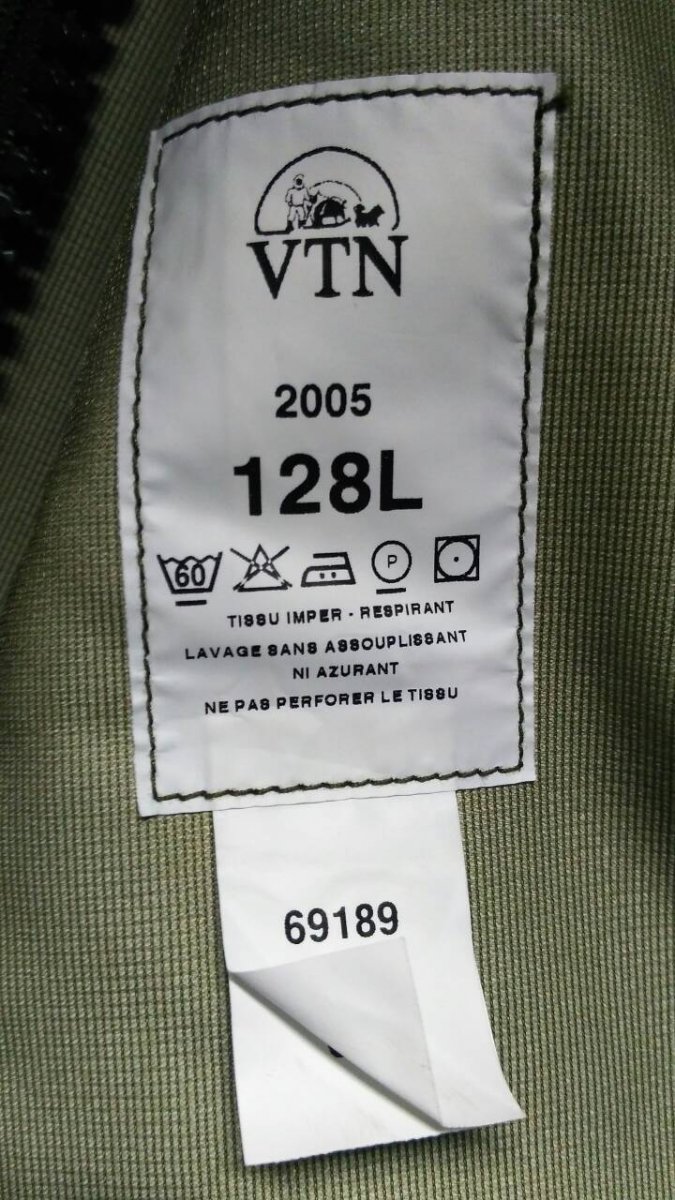 VTN
2005
128L
60 P
TISSU IMPER - RESPIRANT
LAVAGE SANS ASSOUPLISSANT
NI AZURANT
NE PAS PERFORER LE TISSU
69189